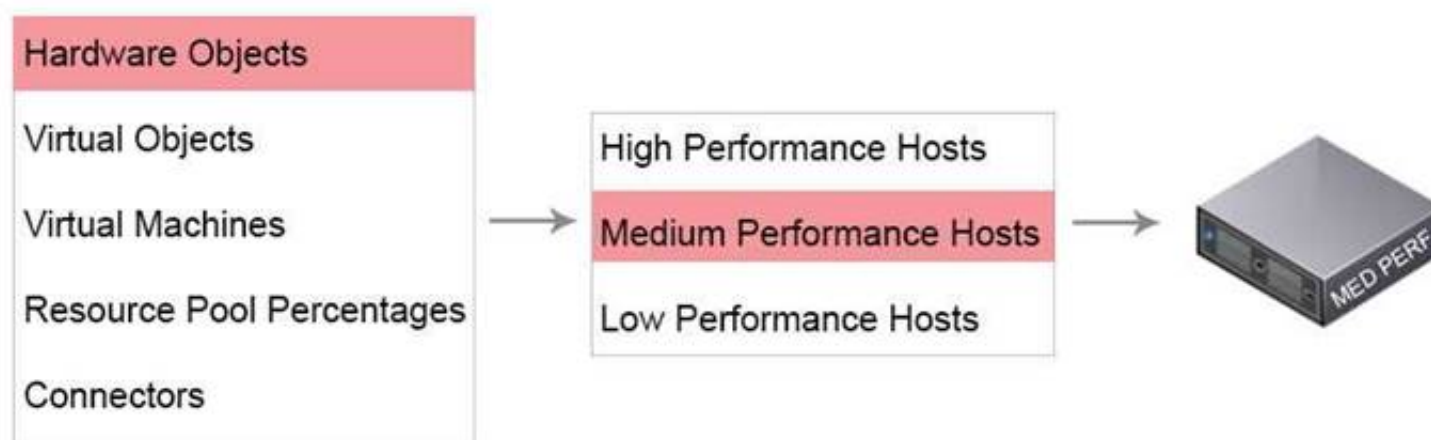 Hardware Objects
Virtual Objects
Virtual Machines
Resource Pool Percentages
Connectors
High Performance Hosts
Medium Performance Hosts
Low Performance Hosts
MED PERF